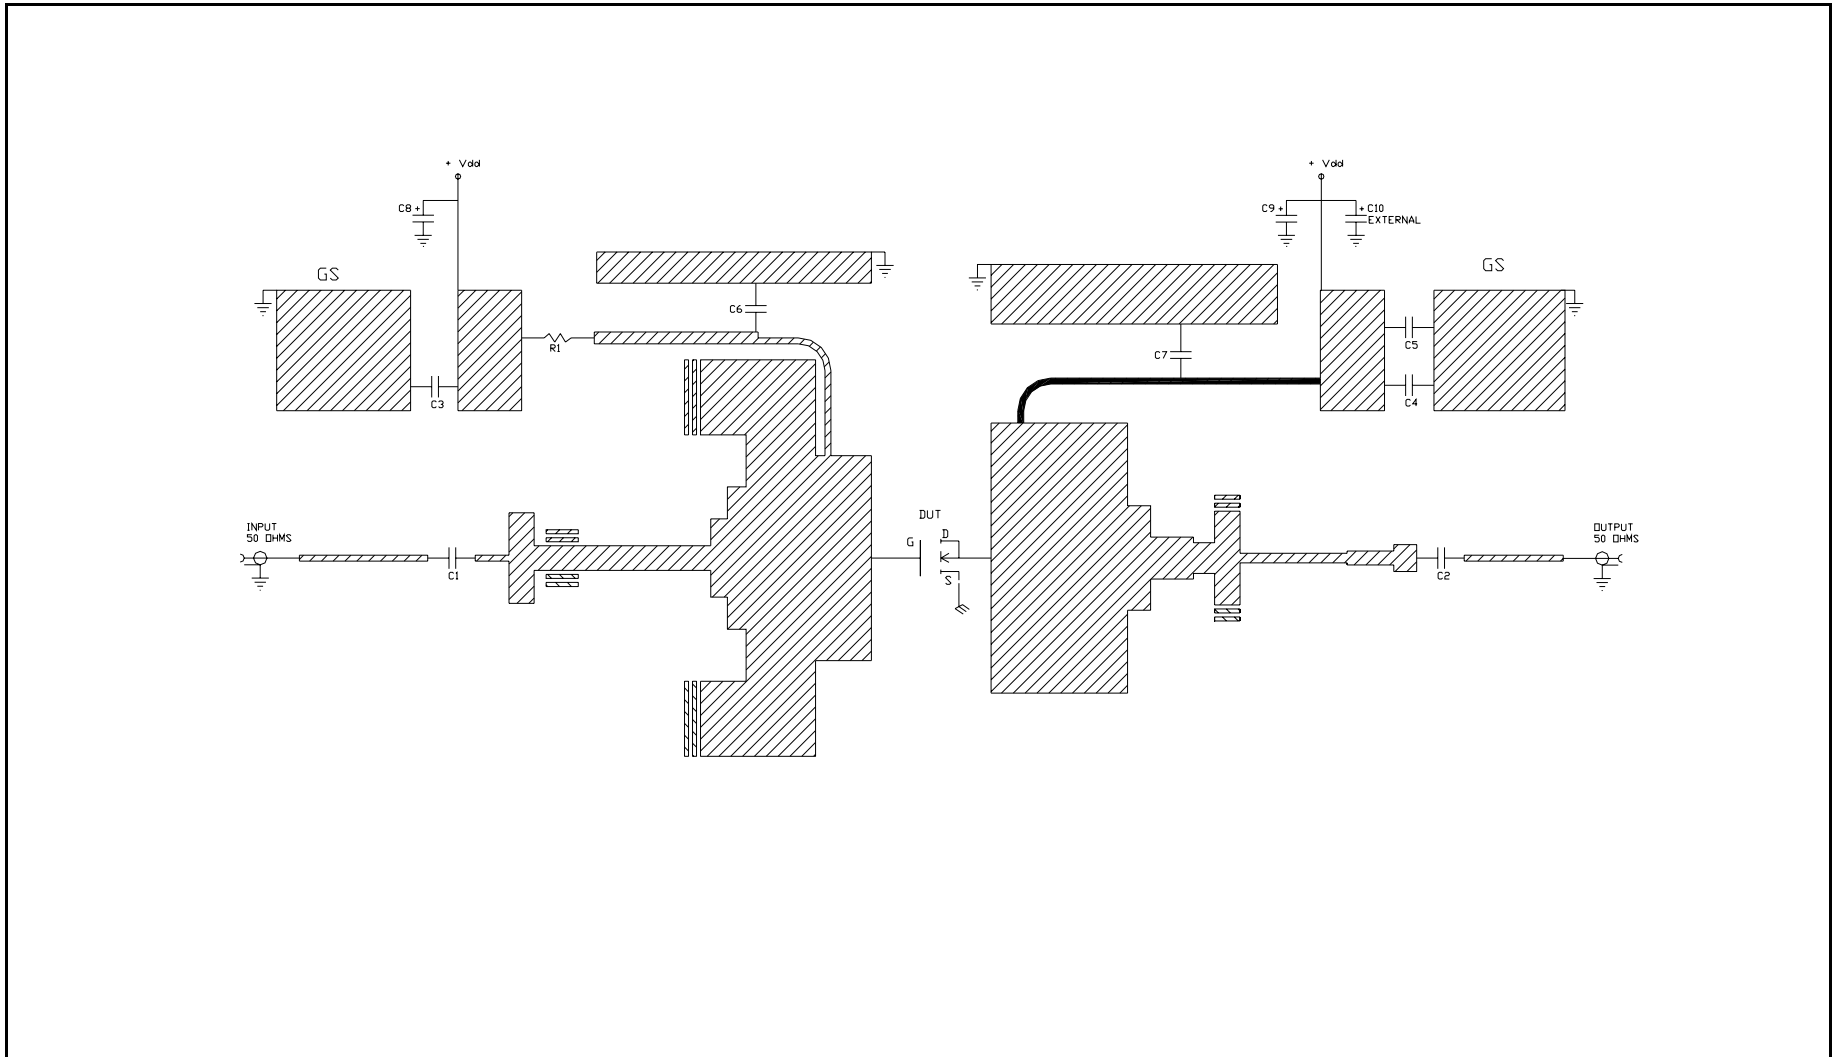 + Vdd
+ Vdd
C8 +
C9 +
+ C10
EXTERNAL
GS
GS
C6
C5
R1
C7
C3
C4
DUT
INPUT
50 OHMS
OUTPUT
50 OHMS
G
D
S
C1
C2